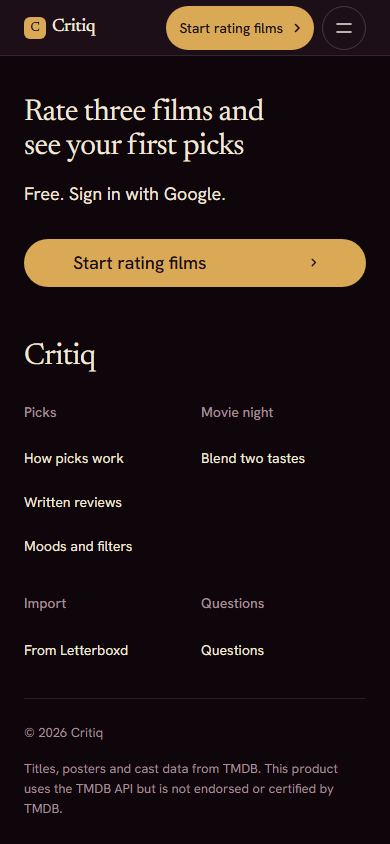 C Critiq
Start rating films
Rate three films and
see your first picks
Free. Sign in with Google.
Start rating films
Critiq
Picks
Movie night
How picks work
Blend two tastes
Written reviews
Moods and filters
Import
Questions
From Letterboxd
Questions
© 2026 Critiq
Titles, posters and cast data from TMDB. This product
uses the TMDB API but is not endorsed or certified by
TMDB.